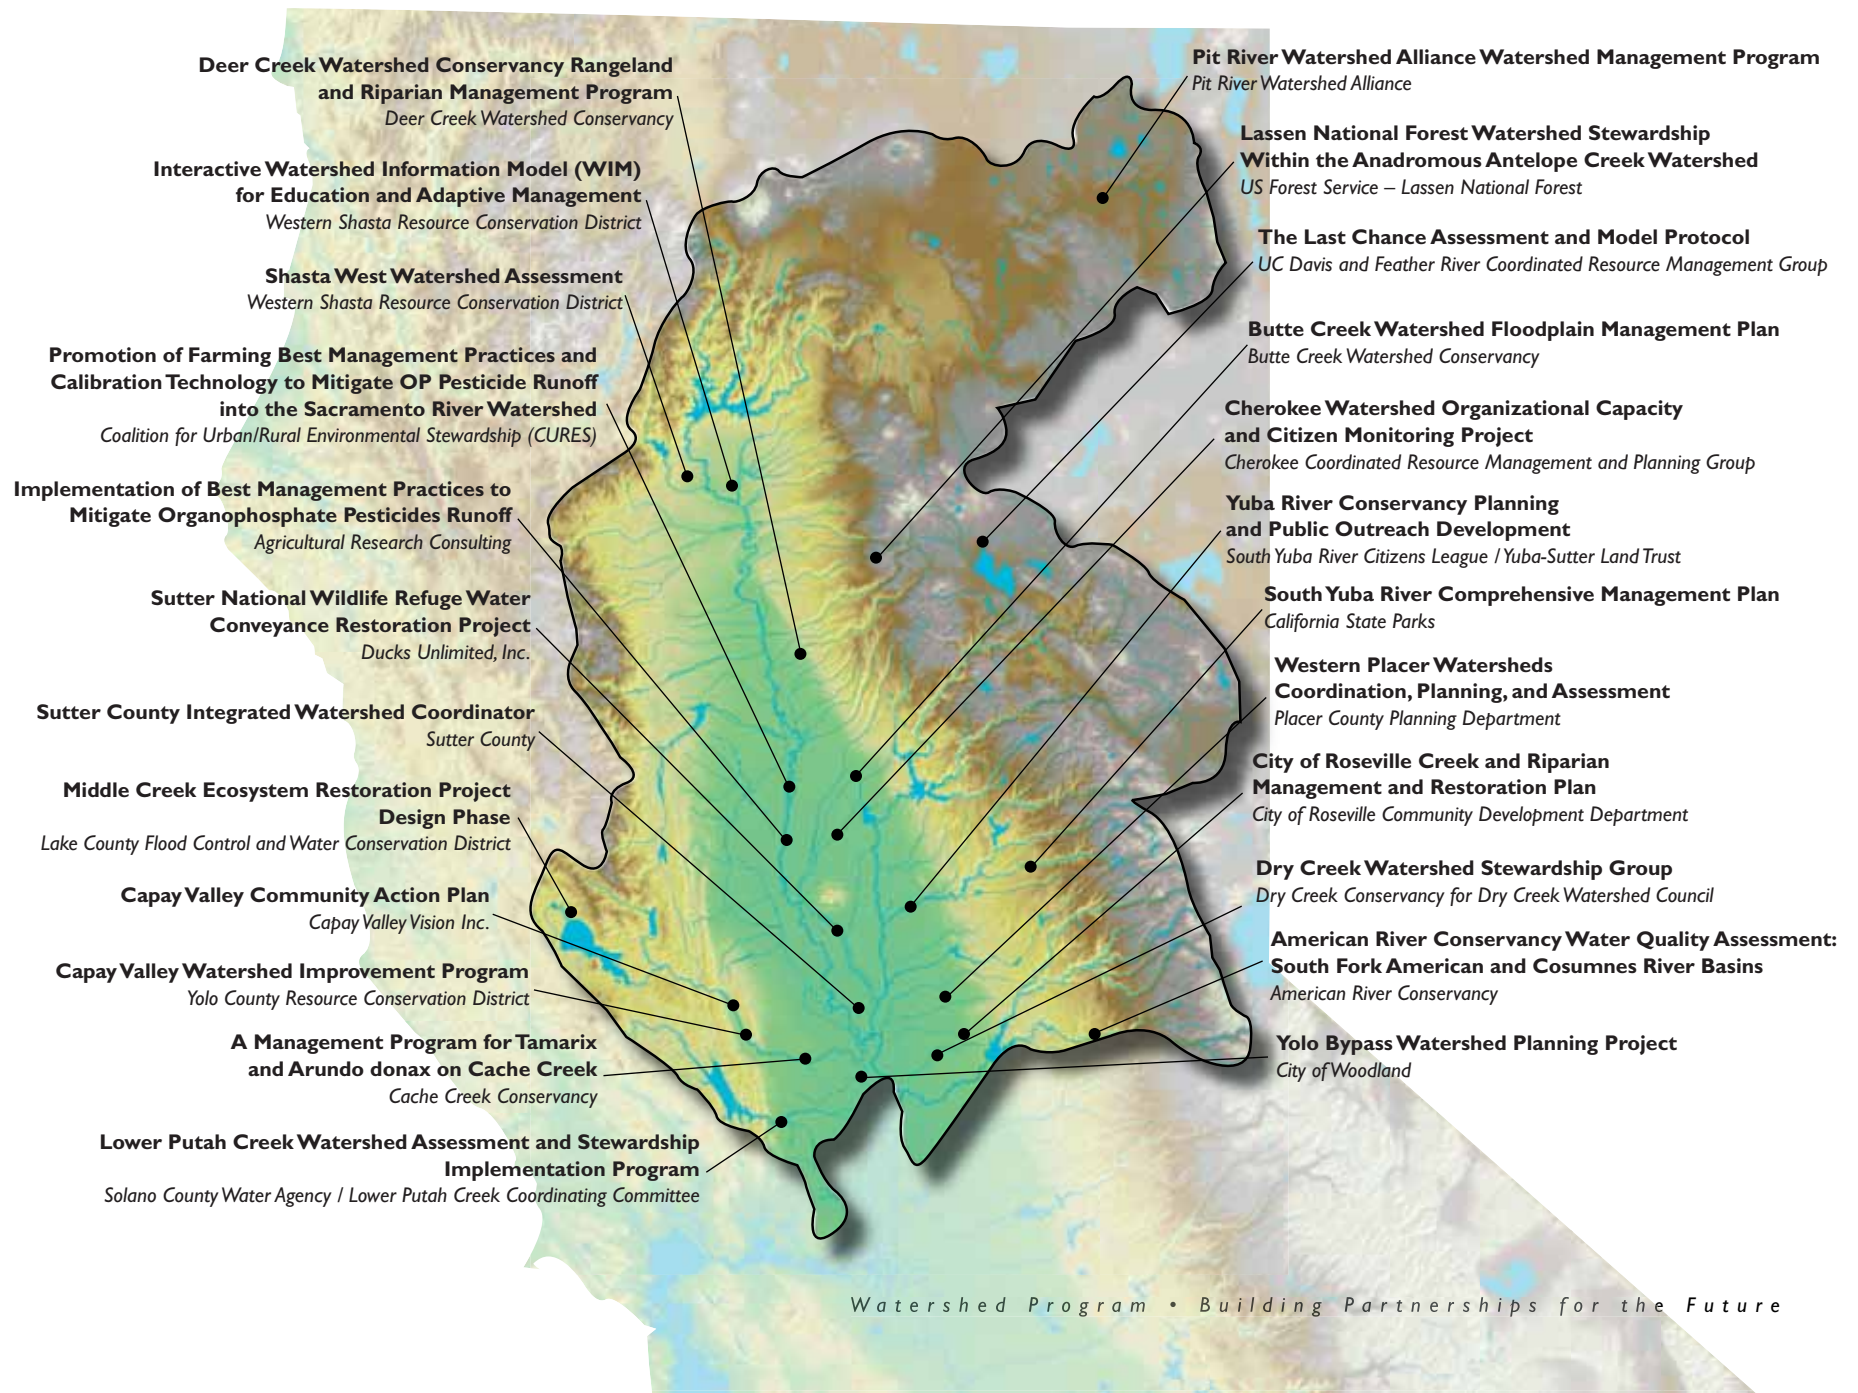 Deer Creek Watershed Conservancy Rangeland
and Riparian Management Program
Deer Creek Watershed Conservancy
Interactive Watershed Information Model (WIM)
for Education and Adaptive Management
Western Shasta Resource Conservation District
Shasta West Watershed Assessment
Western Shasta Resource Conservation District
Promotion of Farming Best Management Practices and
Calibration Technology to Mitigate OP Pesticide Runoff
into the Sacramento River Watershed
Coalition for Urban/Rural Environmental Stewardship (CURES)
Implementation of Best Management Practices to
Mitigate Organophosphate Pesticides Runoff
Agricultural Research Consulting
Sutter National Wildlife Refuge Water
Conveyance Restoration Project
Ducks Unlimited, Inc.
Sutter County Integrated Watershed Coordinator
Sutter County
Middle Creek Ecosystem Restoration Project
Design Phase
Lake County Flood Control and Water Conservation District
Capay Valley Community Action Plan
Capay Valley Vision Inc.
Capay Valley Watershed Improvement Program
Yolo County Resource Conservation District
A Management Program for Tamarix
and Arundo donax on Cache Creek
Cache Creek Conservancy
Lower Putah Creek Watershed Assessment and Stewardship
Implementation Program
Solano County Water Agency / Lower Putah Creek Coordinating Committee
Pit River Watershed Alliance Watershed Management Program
Pit River Watershed Alliance
Lassen National Forest Watershed Stewardship
Within the Anadromous Antelope Creek Watershed
US Forest Service – Lassen National Forest
The Last Chance Assessment and Model Protocol
UC Davis and Feather River Coordinated Resource Management Group
Butte Creek Watershed Floodplain Management Plan
Butte Creek Watershed Conservancy
Cherokee Watershed Organizational Capacity
and Citizen Monitoring Project
Cherokee Coordinated Resource Management and Planning Group
Yuba River Conservancy Planning
and Public Outreach Development
South Yuba River Citizens League / Yuba-Sutter Land Trust
South Yuba River Comprehensive Management Plan
California State Parks
Western Placer Watersheds
Coordination, Planning, and Assessment
Placer County Planning Department
City of Roseville Creek and Riparian
Management and Restoration Plan
City of Roseville Community Development Department
Dry Creek Watershed Stewardship Group
Dry Creek Conservancy for Dry Creek Watershed Council
American River Conservancy Water Quality Assessment:
South Fork American and Cosumnes River Basins
American River Conservancy
Yolo Bypass Watershed Planning Project
City of Woodland
Watershed Program • Building Partnerships for the Future